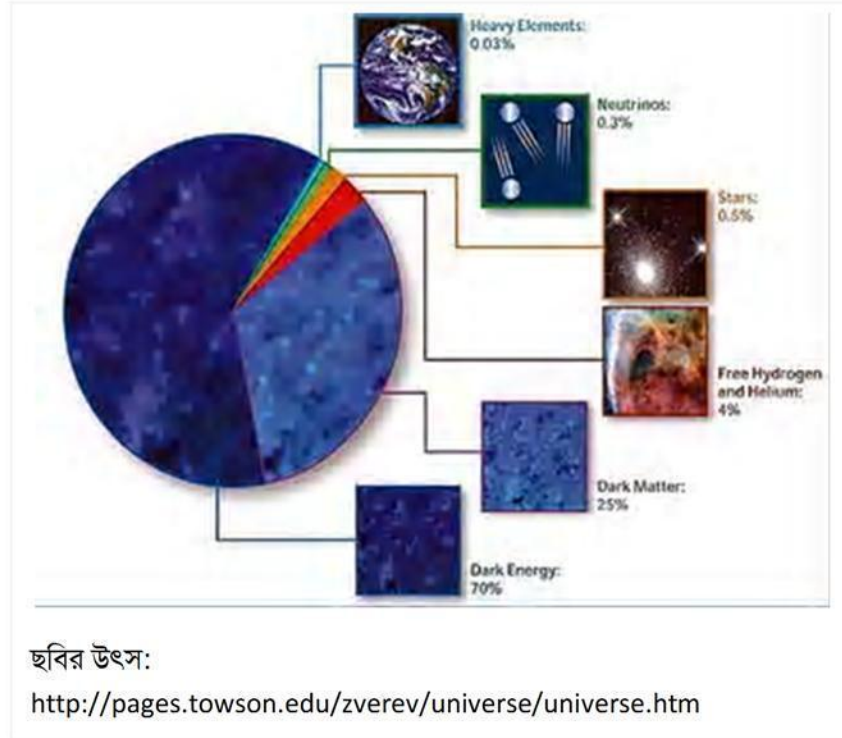 Heavy Elements:
0.03%
Neutrinos:
0.3%
Stars:
0.5%
Free Hydrogen
and Helium:
4%
Dark Matter:
25%
Dark Energy:
70%
ছবির উৎস:
http://pages.towson.edu/zverev/universe/universe.htm